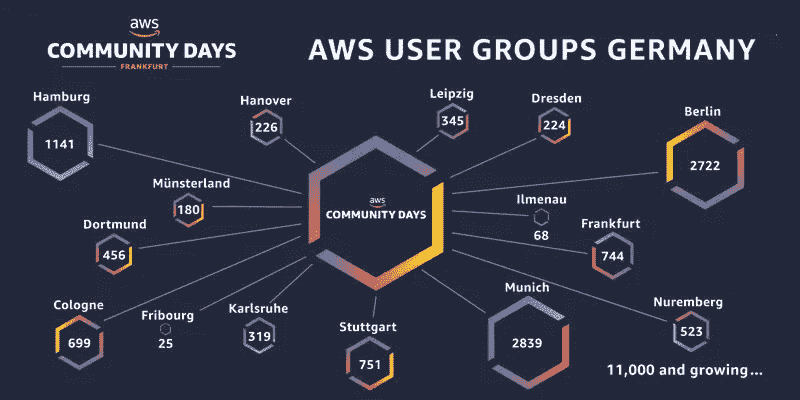 aws
COMMUNITY DAYS
FRANKFURT
AWS USER GROUPS GERMANY
Hamburg
1141
Hanover
226
Leipzig
345
Dresden
224
Berlin
2722
Münsterland
180
aws
COMMUNITY DAYS
Ilmenau
68
Dortmund
456
Frankfurt
744
Cologne
699
Fribourg
25
Karlsruhe
319
Stuttgart
751
Munich
2839
Nuremberg
523
11,000 and growing...